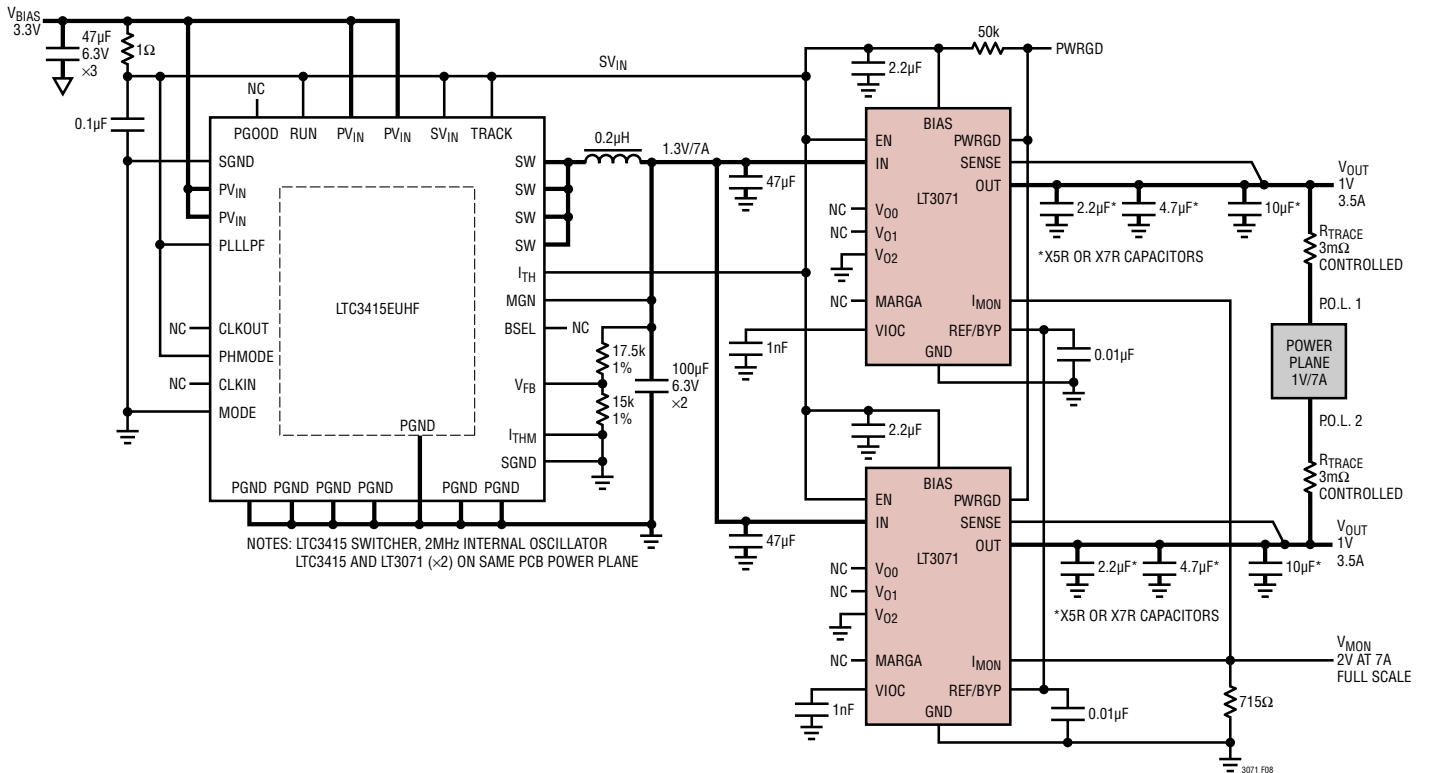 VBIAS
3.3V
47µF
6.3V
×3
1Ω
0.1µF
SVIN
NC
PGOOD RUN PVIN PVIN SVIN TRACK
SGND
PVIN
PVIN
PLLLPF
NC CLKOUT
PHMODE
NC CLKIN
MODE
LTC3415EUHF
PGND
PGND PGND PGND PGND PGND PGND
SW
SW
SW
SW
ITH
MGN
BSEL NC
VFB
ITHM
SGND
0.2µH
1.3V/7A
17.5k
1%
15k
1%
100µF
6.3V
×2
NOTES: LTC3415 SWITCHER, 2MHz INTERNAL OSCILLATOR
LTC3415 AND LT3071 (×2) ON SAME PCB POWER PLANE
2.2µF
50k
PWRGD
47µF
BIAS
EN
IN
NC VO0
NC VO1
VO2
NC MARGA
VIOC
1nF
LT3071
GND
PWRGD
SENSE
OUT
IMON
REF/BYP
0.01µF
2.2µF* 4.7µF* 10µF*
*X5R OR X7R CAPACITORS
VOUT
1V
3.5A
RTRACE
3mΩ
CONTROLLED
P.O.L. 1
POWER
PLANE
1V/7A
P.O.L. 2
RTRACE
3mΩ
CONTROLLED
2.2µF
47µF
BIAS
EN
IN
NC VO0
NC VO1
VO2
NC MARGA
VIOC
1nF
LT3071
GND
PWRGD
SENSE
OUT
IMON
REF/BYP
0.01µF
2.2µF* 4.7µF* 10µF*
*X5R OR X7R CAPACITORS
VOUT
1V
3.5A
VMON
2V AT 7A
FULL SCALE
715Ω
3071 F08